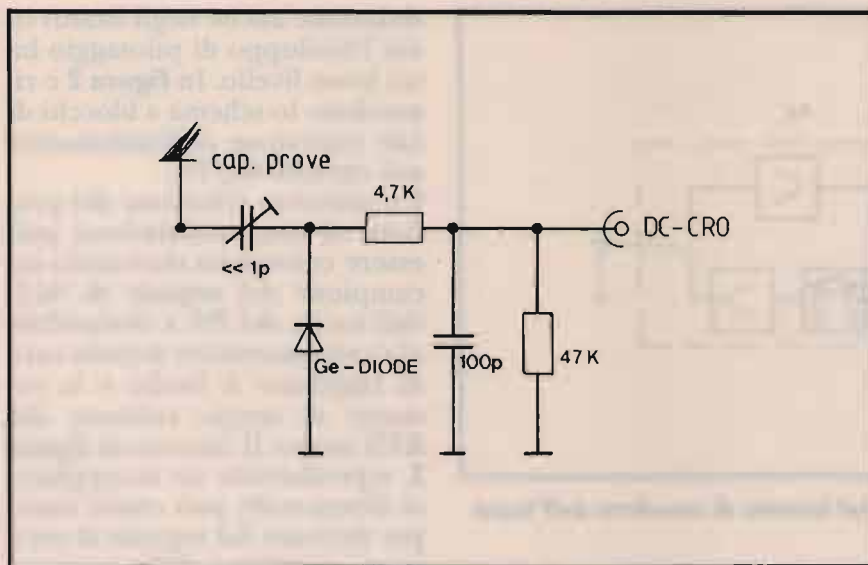 cap. prove
4,7K
DC-CRO
<< 1p
Ge-DIODE
100p
47K